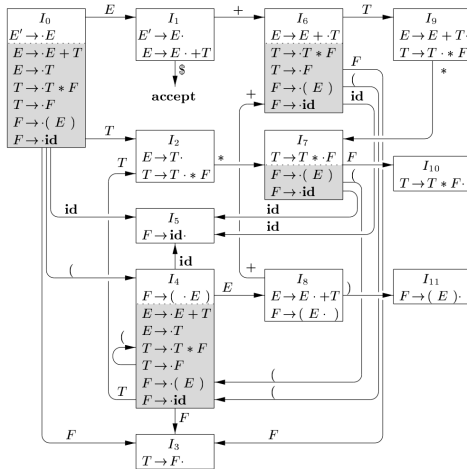 I0
E′ → ·E
E → ·E + T
E → ·T
T → ·T * F
T → ·F
F → ·( E )
F → ·id
E
I1
E′ → E·
E → E · +T
$
accept
+
I6
E → E + ·T
T → ·T * F
T → ·F
F → ·( E )
F → ·id
T
I9
E → E + T·
T → T · * F
*
F
(
id
+
T
I2
E → T·
T → T · * F
*
T
I7
T → T * ·F
F → ·( E )
F → ·id
F
(
I10
T → T * F·
id
I5
F → id·
id
id
id
(
I4
F → ( · E )
E → ·E + T
E → ·T
T → ·T * F
T → ·F
F → ·( E )
F → ·id
(
T
E
+
I8
E → E · +T
F → ( E · )
)
I11
F → ( E )·
(
(
F
F
I3
T → F·
F